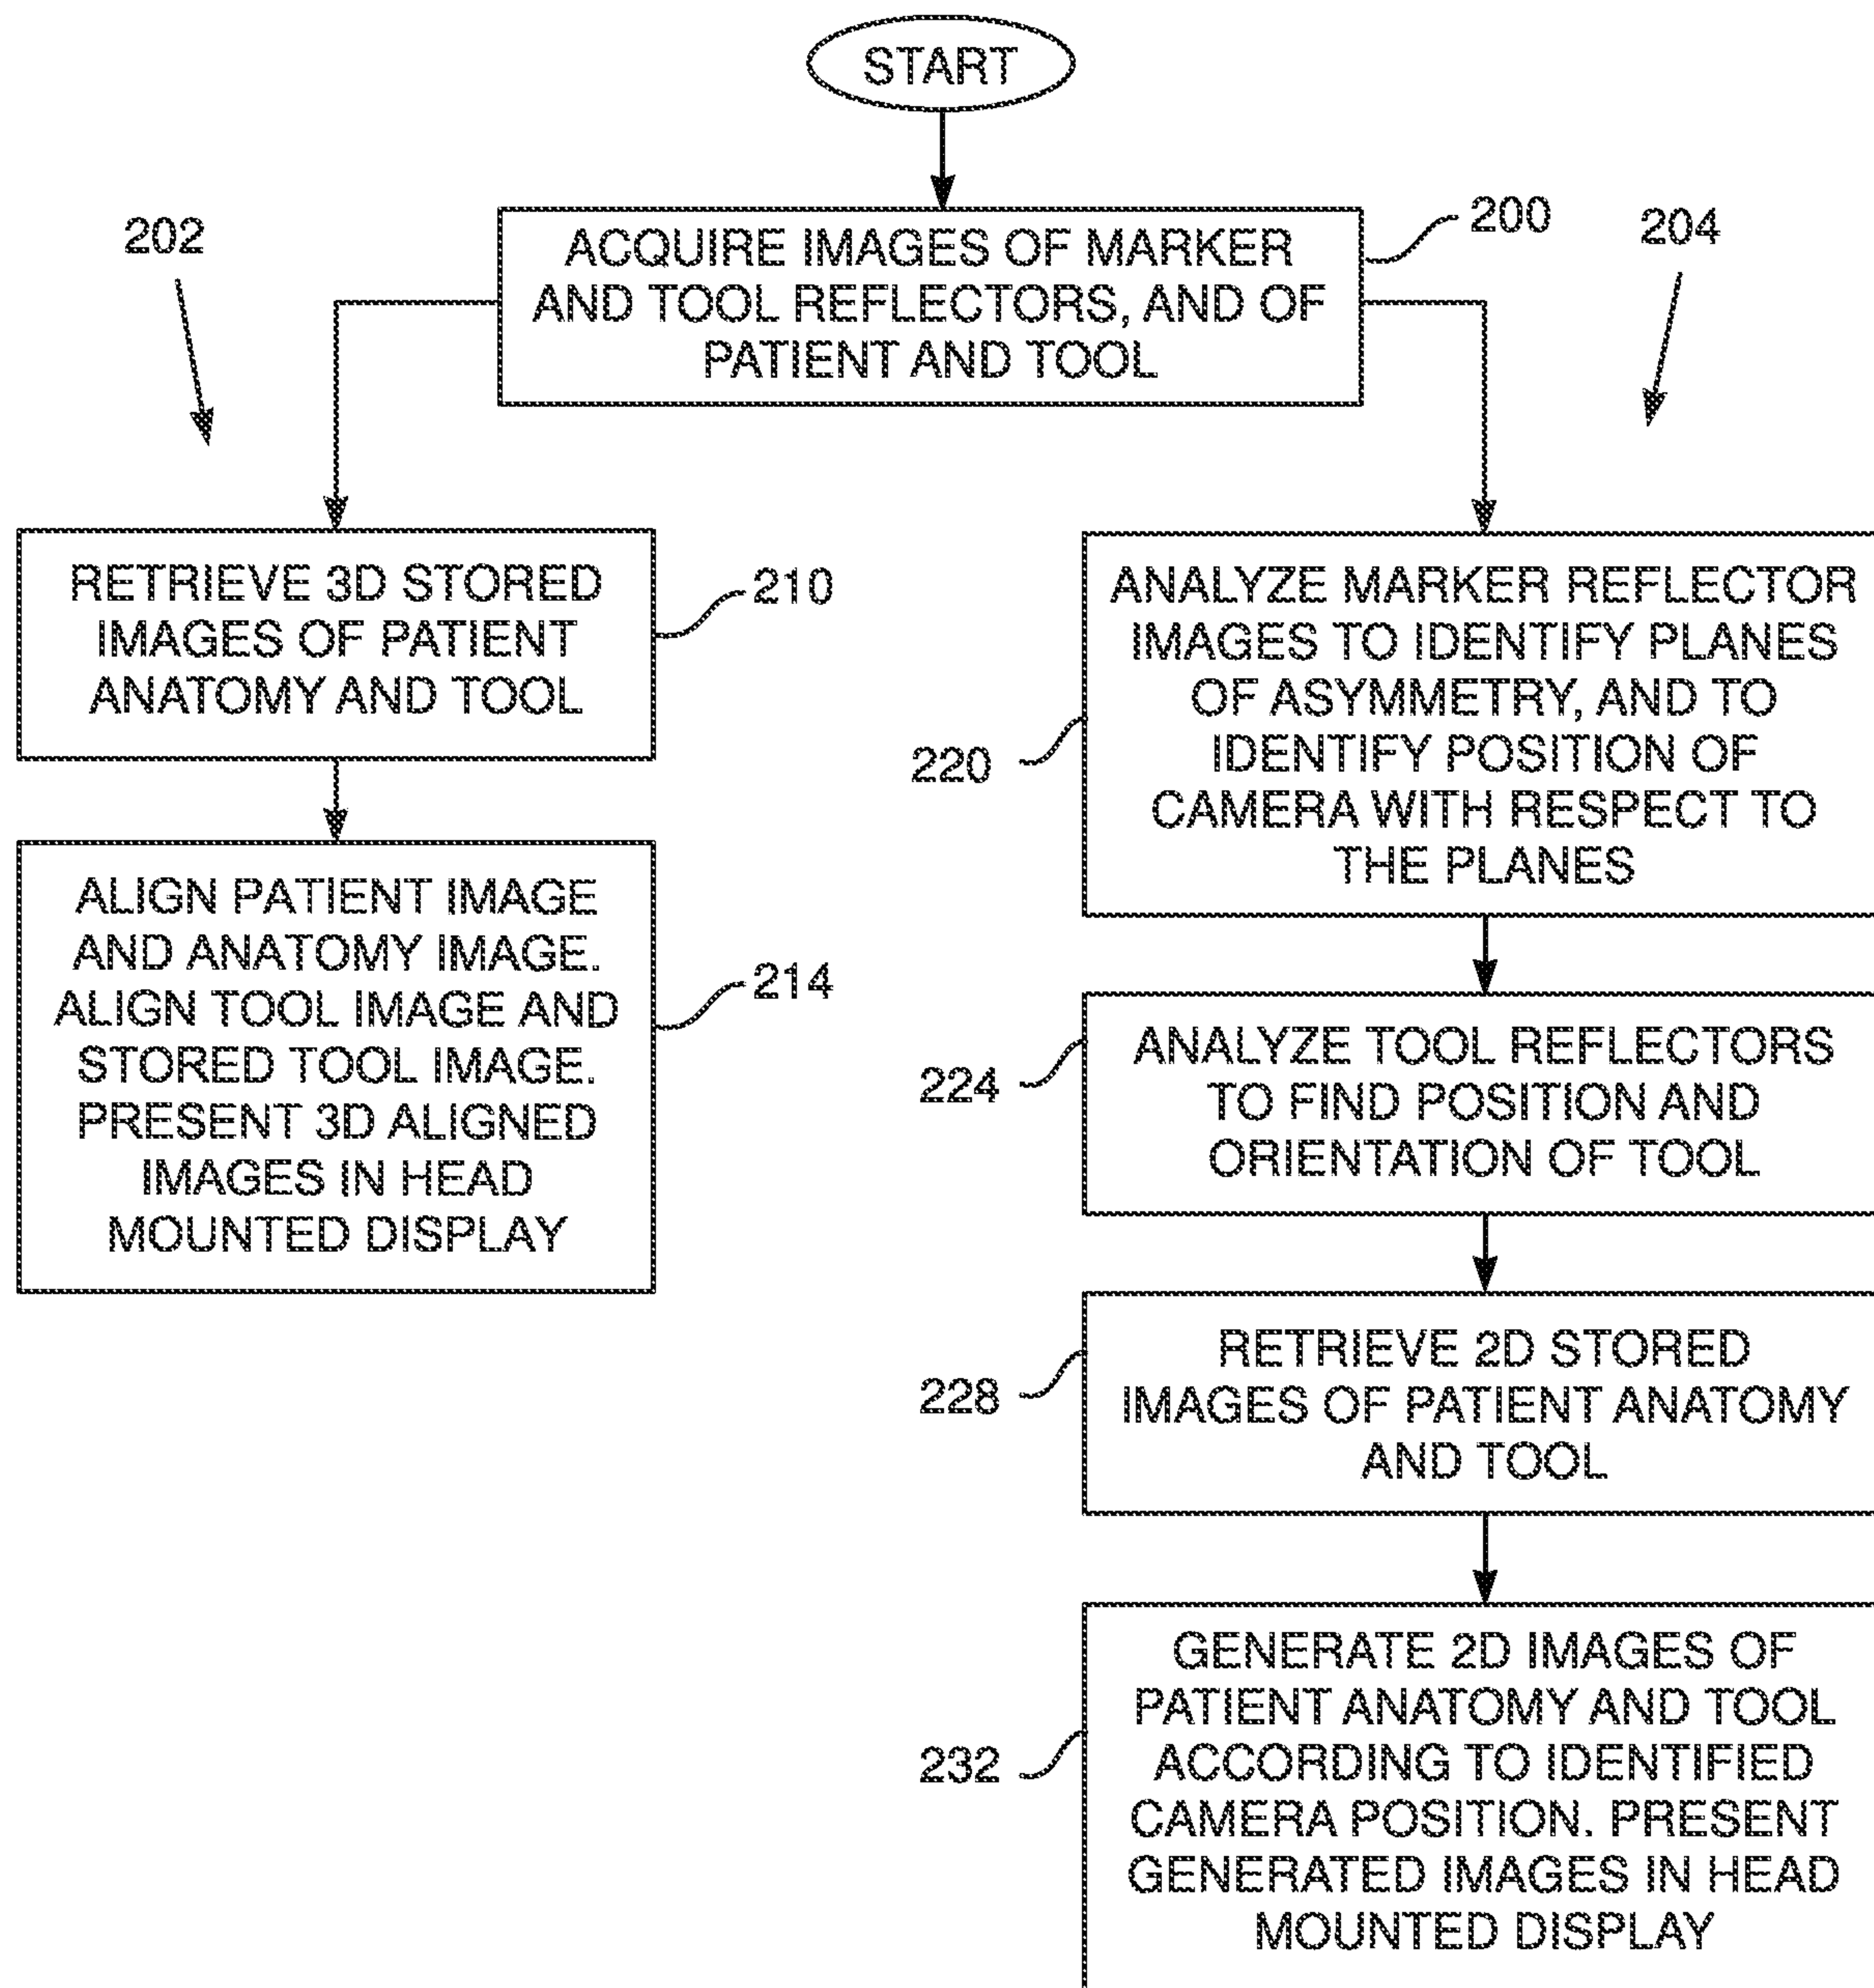 START
ACQUIRE IMAGES OF MARKER
AND TOOL REFLECTORS, AND OF
PATIENT AND TOOL
200
202
204
RETRIEVE 3D STORED
IMAGES OF PATIENT
ANATOMY AND TOOL
210
ALIGN PATIENT IMAGE
AND ANATOMY IMAGE.
ALIGN TOOL IMAGE AND
STORED TOOL IMAGE.
PRESENT 3D ALIGNED
IMAGES IN HEAD
MOUNTED DISPLAY
214
ANALYZE MARKER REFLECTOR
IMAGES TO IDENTIFY PLANES
OF ASYMMETRY, AND TO
IDENTIFY POSITION OF
CAMERA WITH RESPECT TO
THE PLANES
220
ANALYZE TOOL REFLECTORS
TO FIND POSITION AND
ORIENTATION OF TOOL
224
RETRIEVE 2D STORED
IMAGES OF PATIENT ANATOMY
AND TOOL
228
GENERATE 2D IMAGES OF
PATIENT ANATOMY AND TOOL
ACCORDING TO IDENTIFIED
CAMERA POSITION. PRESENT
GENERATED IMAGES IN HEAD
MOUNTED DISPLAY
232